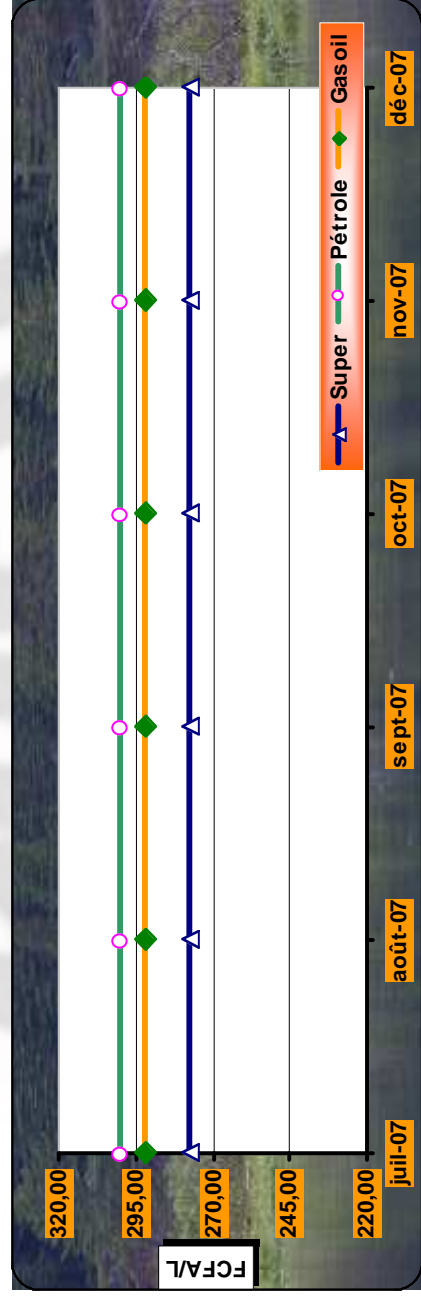 FCFA/L
320,00
295,00
270,00
245,00
220,00
juil-07 août-07 sept-07 oct-07 nov-07 déc-07
Super Pétrole Gasoil